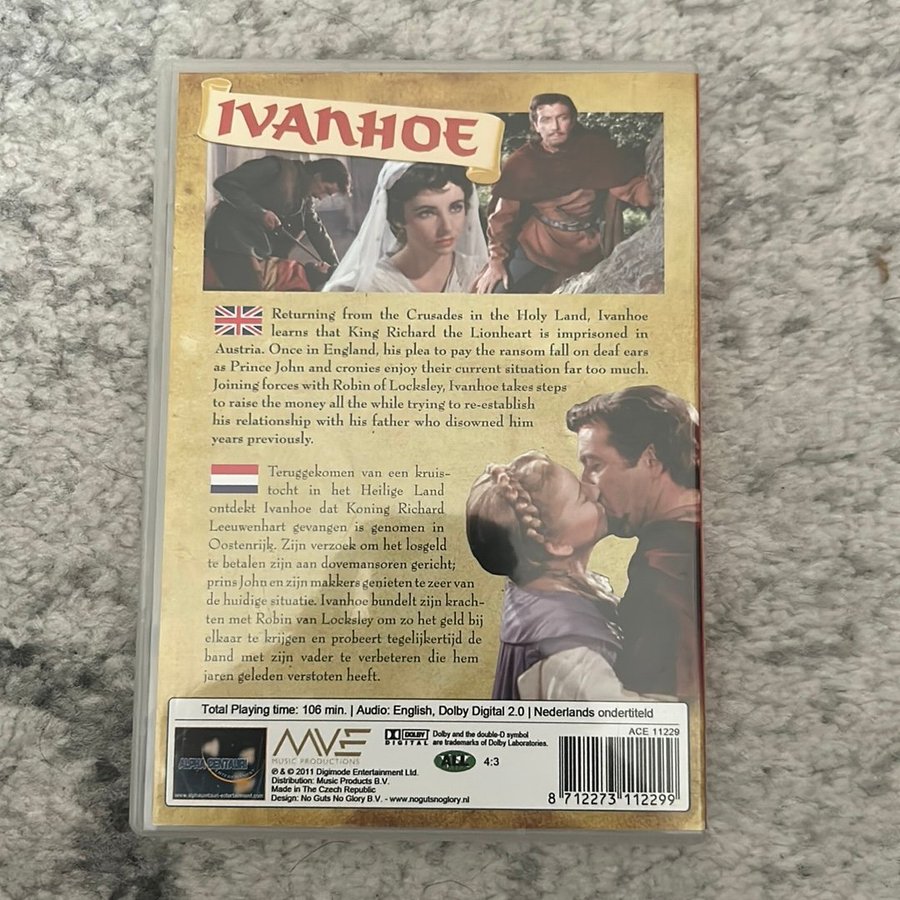 IVANHOE
Returning from the Crusades in the Holy Land, Ivanhoe
learns that King Richard the Lionheart is imprisoned in
Austria. Once in England, his plea to pay the ransom fall on deaf ears
as Prince John and cronies enjoy their current situation far too much.
Joining forces with Robin of Locksley, Ivanhoe takes steps
to raise the money all the while trying to re-establish
his relationship with his father who disowned him
years previously.
Teruggekomen van een kruis-
tocht in het Heilige Land
ontdekt Ivanhoe dat Koning Richard
Leeuwenhart gevangen is genomen in
Oostenrijk. Zijn verzoek om het losgeld
te betalen zijn aan dovemansoren gericht;
prins John en zijn makkers genieten te zeer van
de huidige situatie. Ivanhoe bundelt zijn krach-
ten met Robin van Locksley om zo het geld bij
elkaar te krijgen en probeert tegelijkertijd de
band met zijn vader te verbeteren die hem
jaren geleden verstoten heeft.
Total Playing time: 106 min. | Audio: English, Dolby Digital 2.0 | Nederlands ondertiteld
ACE 11229
MVE
MUSIC PRODUCTIONS
DOLBY
DIGITAL
Dolby and the double-D symbol
are trademarks of Dolby Laboratories.
ALL
4:3
℗ & © 2011 Digimode Entertainment Ltd.
Distribution: Music Products B.V.
Made in The Czech Republic
Design: No Guts No Glory B.V. - www.nogutsnoglory.nl
8 712273 112299